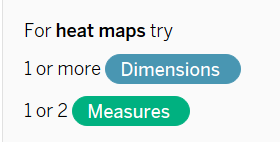 For heat maps try
1 or more Dimensions
1 or 2 Measures